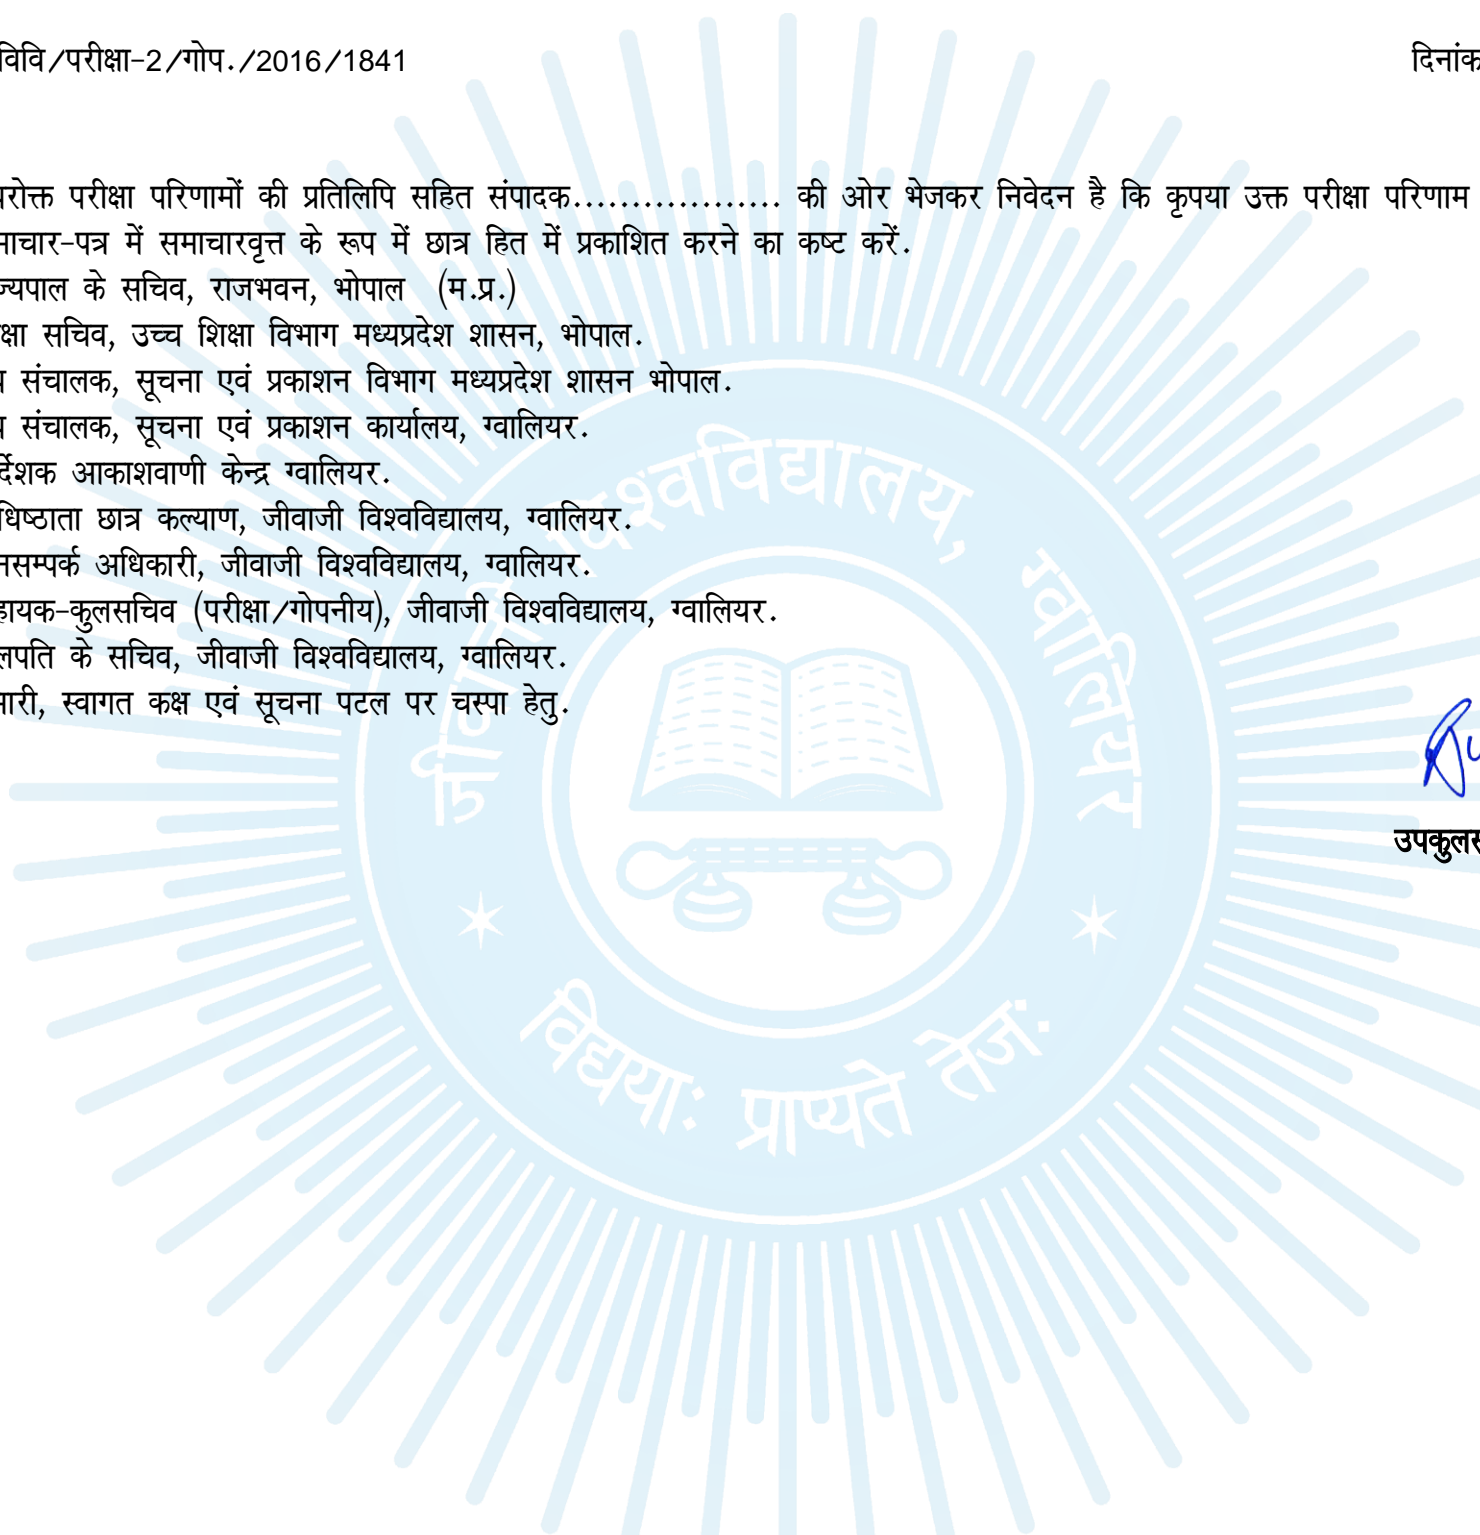 विवि/परीक्षा-2/गोप./2016/1841 दिनांक
परोक्त परीक्षा परिणामों की प्रतिलिपि सहित संपादक.................. की ओर भेजकर निवेदन है कि कृपया उक्त परीक्षा परिणाम
माचार-पत्र में समाचारवृत्त के रूप में छात्र हित में प्रकाशित करने का कष्ट करें.
ज्यपाल के सचिव, राजभवन, भोपाल (म.प्र.)
क्षा सचिव, उच्च शिक्षा विभाग मध्यप्रदेश शासन, भोपाल.
संचालक, सूचना एवं प्रकाशन विभाग मध्यप्रदेश शासन भोपाल.
संचालक, सूचना एवं प्रकाशन कार्यालय, ग्वालियर.
र्देशक आकाशवाणी केन्द्र ग्वालियर.
धिष्ठाता छात्र कल्याण, जीवाजी विश्वविद्यालय, ग्वालियर.
नसम्पर्क अधिकारी, जीवाजी विश्वविद्यालय, ग्वालियर.
हायक-कुलसचिव (परीक्षा/गोपनीय), जीवाजी विश्वविद्यालय, ग्वालियर.
लपति के सचिव, जीवाजी विश्वविद्यालय, ग्वालियर.
भारी, स्वागत कक्ष एवं सूचना पटल पर चस्पा हेतु.
उपकुलस
जीवाजी विश्वविद्यालय, ग्वालियर
विद्यया: प्राप्यते तेज: